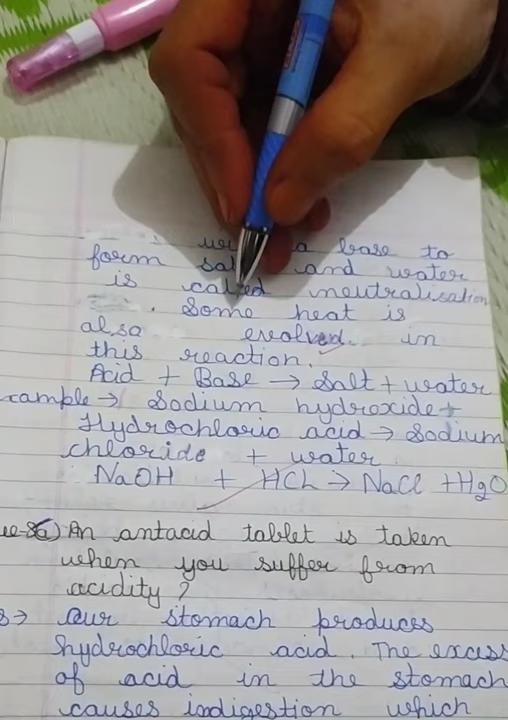 a base to
form and water
is called neutralisation
. Some heat is
also evolved in
this reaction.
Acid + Base → Salt + water
xample → Sodium hydroxide +
Hydrochloric acid → Sodium
chloride + water
NaOH + HCL → NaCl + H2O
ue-8a) An antacid tablet is taken
when you suffer from
acidity ?
s → Our stomach produces
hydrochloric acid. The excess
of acid in the stomach
causes indigestion which